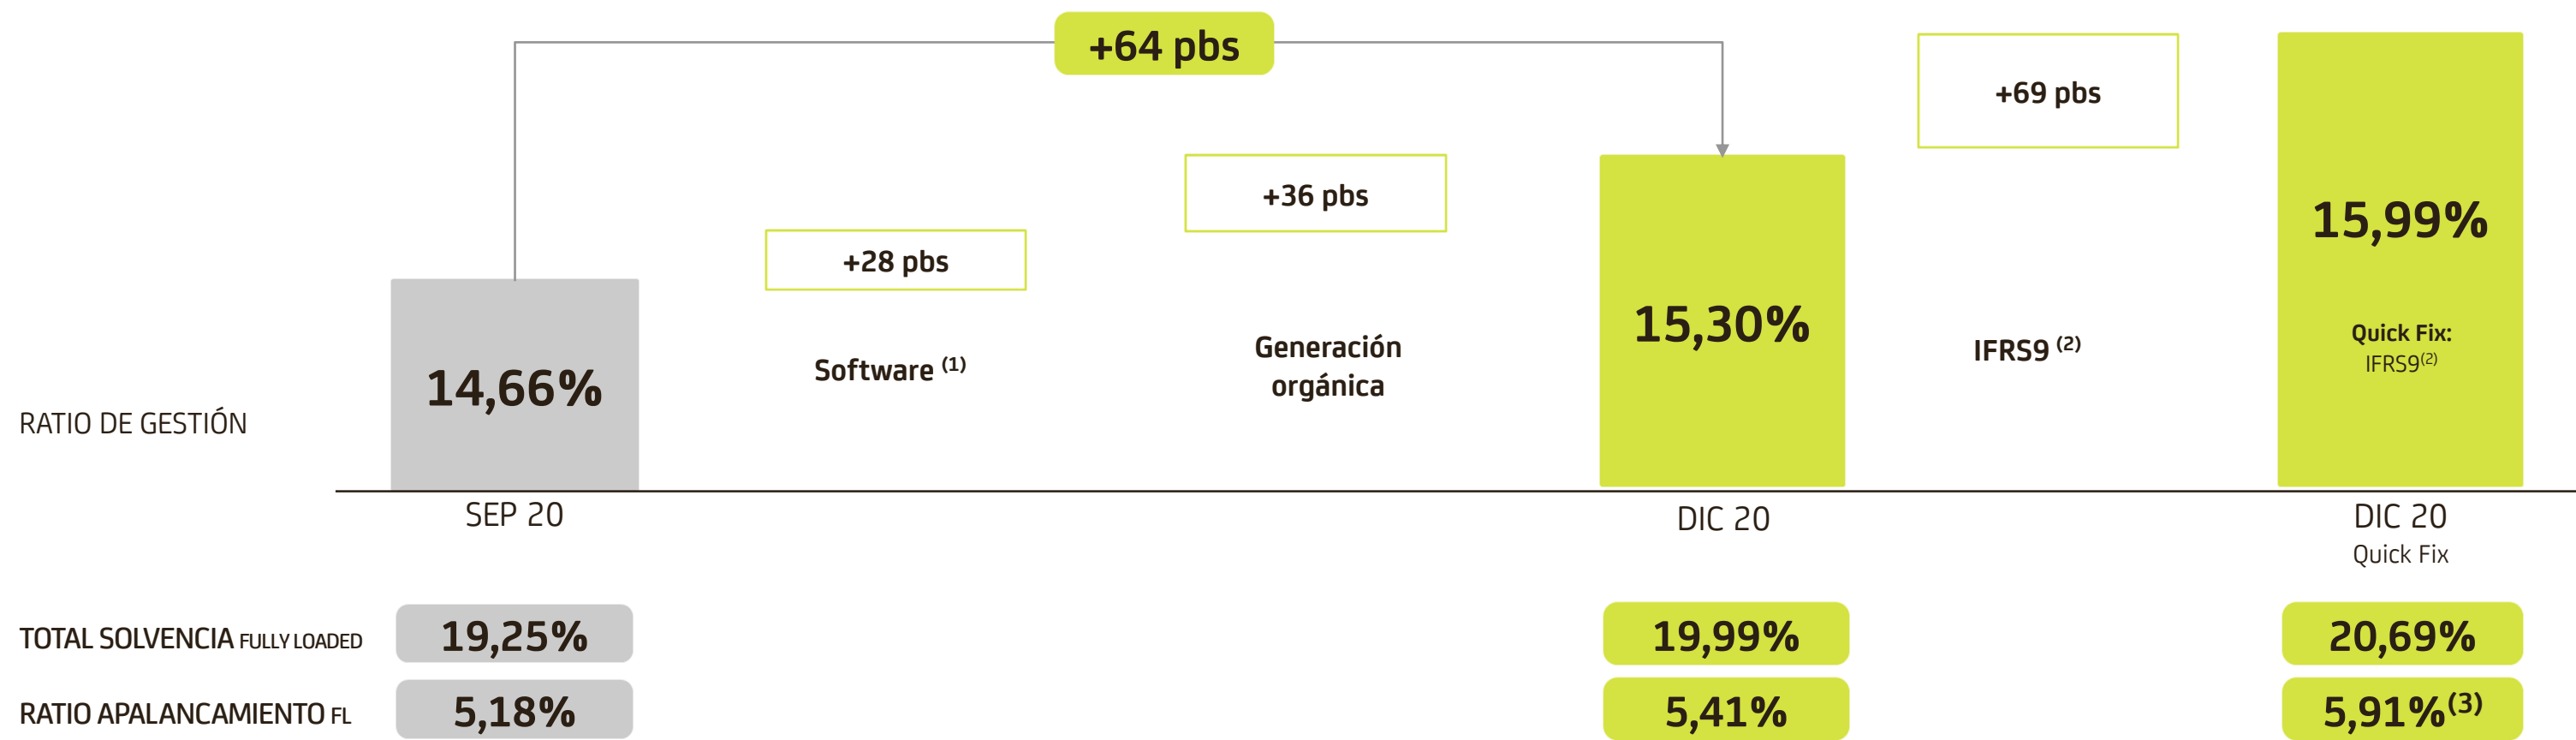 +64 pbs
+69 pbs
+36 pbs
+28 pbs
15,99%
15,30%
Quick Fix:
IFRS9(2)
Generación
orgánica
IFRS9 (2)
Software (1)
14,66%
RATIO DE GESTIÓN
SEP 20
DIC 20
DIC 20
Quick Fix
TOTAL SOLVENCIA FULLY LOADED
19,25%
19,99%
20,69%
RATIO APALANCAMIENTO FL
5,18%
5,41%
5,91%(3)